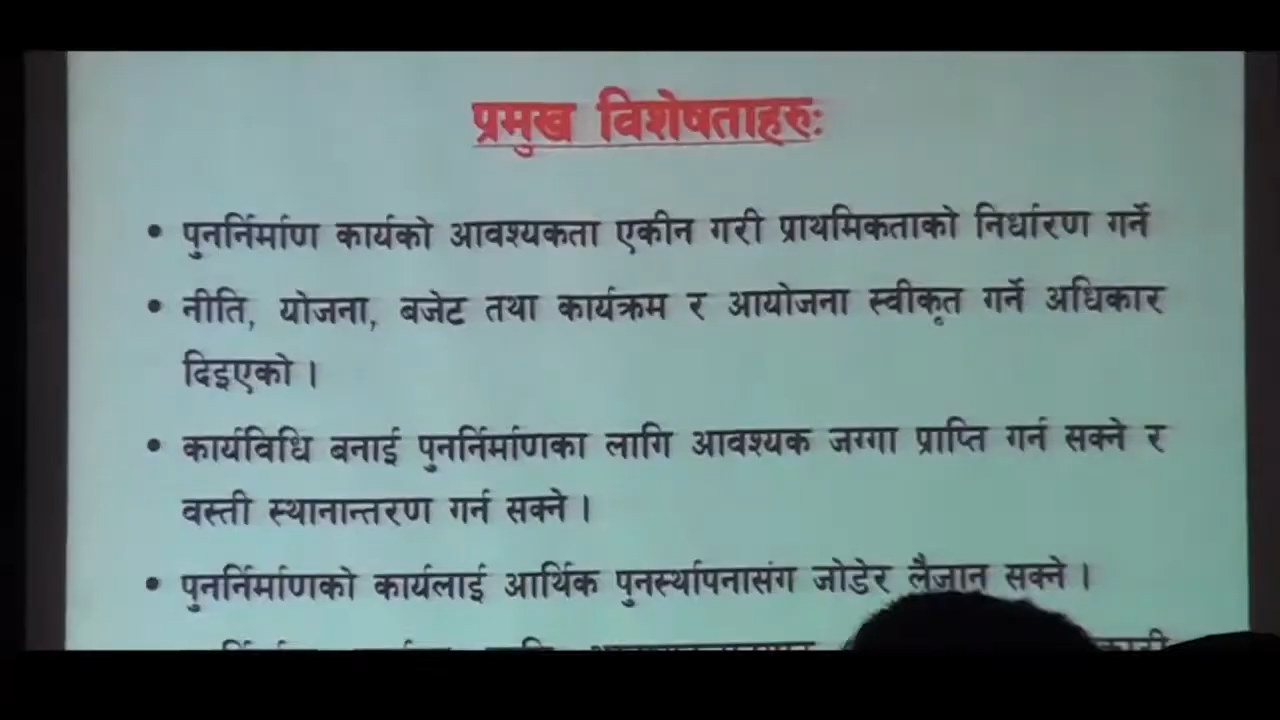 प्रमुख विशेषताहरुः
• पुनर्निर्माण कार्यको आवश्यकता एकीन गरी प्राथमिकताको निर्धारण गर्ने
• नीति, योजना, बजेट तथा कार्यक्रम र आयोजना स्वीकृत गर्ने अधिकार
दिइएको ।
• कार्यविधि बनाई पुनर्निर्माणका लागि आवश्यक जग्गा प्राप्ति गर्न सक्ने र
वस्ती स्थानान्तरण गर्न सक्ने ।
• पुनर्निर्माणको कार्यलाई आर्थिक पुनर्स्थापनासंग जोडेर लैजान सक्ने ।